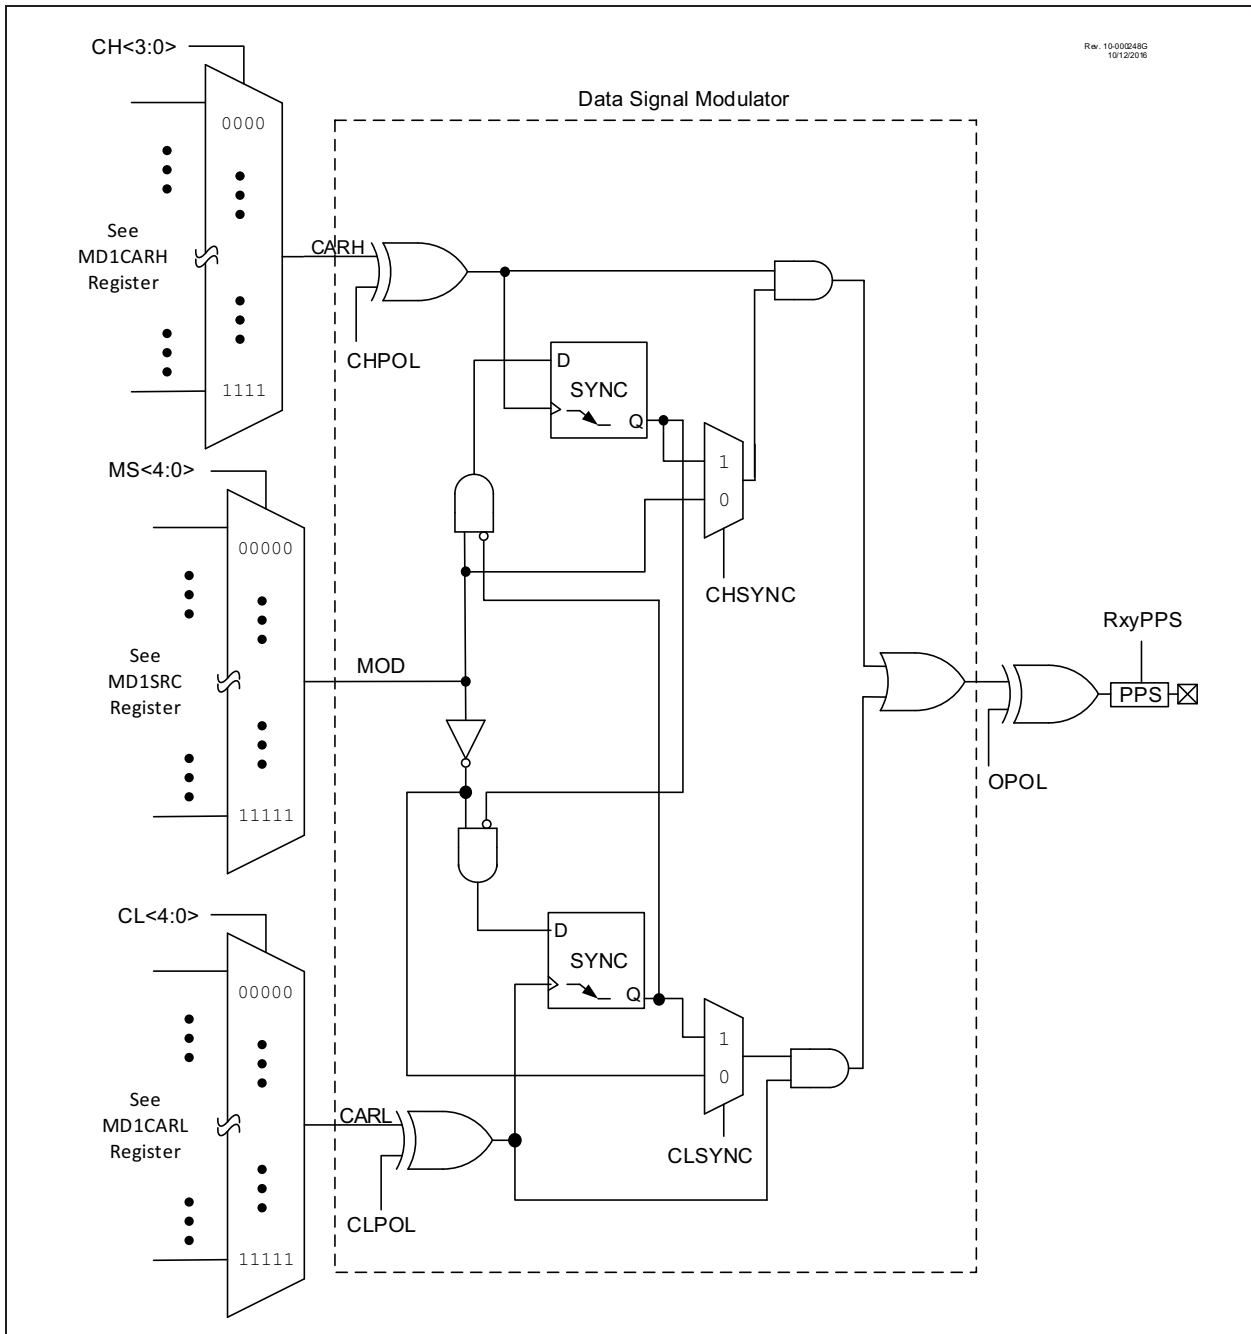 Rev. 10-000248G
10/12/2016
CH<3:0>
Data Signal Modulator
0000
See
MD1CARH
Register
CARH
1111
CHPOL
D
SYNC
Q
1
0
CHSYNC
MS<4:0>
00000
See
MD1SRC
Register
MOD
11111
RxyPPS
PPS
OPOL
CL<4:0>
00000
D
SYNC
Q
1
0
CLSYNC
See
MD1CARL
Register
CARL
CLPOL
11111